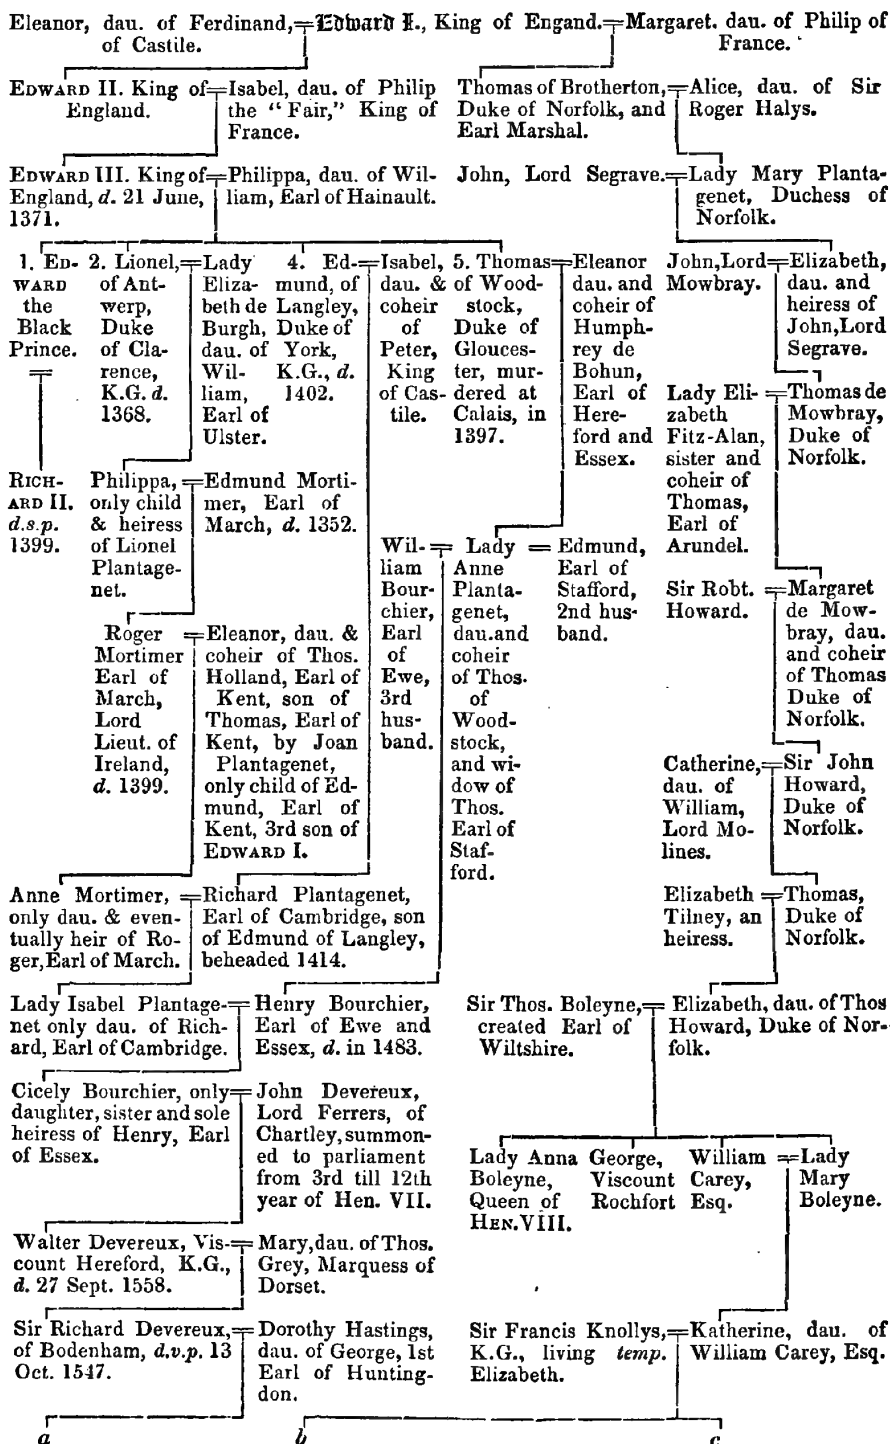 Eleanor, dau. of Ferdinand,
of Castile.
Edward I., King of Engand.
Margaret. dau. of Philip of
France.
EDWARD II. King of
England.
Isabel, dau. of Philip
the "Fair," King of
France.
Thomas of Brotherton,
Duke of Norfolk, and
Earl Marshal.
Alice, dau. of Sir
Roger Halys.
EDWARD III. King of
England, d. 21 June,
1371.
Philippa, dau. of Wil-
liam, Earl of Hainault.
John, Lord Segrave.
Lady Mary Planta-
genet, Duchess of
Norfolk.
1. ED-
WARD
the
Black
Prince.
2. Lionel,
of Ant-
werp,
Duke
of Cla-
rence,
K.G. d.
1368.
Lady
Eliza-
beth de
Burgh,
dau. of
Wil-
liam,
Earl of
Ulster.
4. Ed-
mund, of
Langley,
Duke of
York,
K.G., d.
1402.
Isabel,
dau. &
coheir
of
Peter,
King
of Cas-
tile.
5. Thomas
of Wood-
stock,
Duke of
Glouces-
ter, mur-
dered at
Calais, in
1397.
Eleanor
dau. and
coheir of
Humph-
rey de
Bohun,
Earl of
Here-
ford and
Essex.
John, Lord
Mowbray.
Elizabeth,
dau. and
heiress of
John, Lord
Segrave.
Lady Eli-
zabeth
Fitz-Alan,
sister and
coheir of
Thomas,
Earl of
Arundel.
Thomas de
Mowbray,
Duke of
Norfolk.
RICH-
ARD II.
d.s.p.
1399.
Philippa,
only child
& heiress
of Lionel
Plantage-
net.
Edmund Morti-
mer, Earl of
March, d. 1352.
Wil-
liam
Bour-
chier,
Earl
of
Ewe,
3rd
hus-
band.
Lady
Anne
Planta-
genet,
dau. and
coheir
of Thos.
of
Wood-
stock,
and wi-
dow of
Thos.
Earl of
Staf-
ford.
Edmund,
Earl of
Stafford,
2nd hus-
band.
Sir Robt.
Howard.
Margaret
de Mow-
bray, dau.
and coheir
of Thomas
Duke of
Norfolk.
Roger
Mortimer
Earl of
March,
Lord
Lieut. of
Ireland,
d. 1399.
Eleanor, dau. &
coheir of Thos.
Holland, Earl of
Kent, son of
Thomas, Earl of
Kent, by Joan
Plantagenet,
only child of Ed-
mund, Earl of
Kent, 3rd son of
EDWARD I.
Catherine,
dau. of
William,
Lord Mo-
lines.
Sir John
Howard,
Duke of
Norfolk.
Anne Mortimer,
only dau. & even-
tually heir of Ro-
ger, Earl of March.
Richard Plantagenet,
Earl of Cambridge, son
of Edmund of Langley,
beheaded 1414.
Elizabeth
Tilney, an
heiress.
Thomas,
Duke of
Norfolk.
Lady Isabel Plantage-
net only dau. of Rich-
ard, Earl of Cambridge.
Henry Bourchier,
Earl of Ewe and
Essex, d. in 1483.
Sir Thos. Boleyne,
created Earl of
Wiltshire.
Elizabeth, dau. of Thos
Howard, Duke of Nor-
folk.
Cicely Bourchier, only
daughter, sister and sole
heiress of Henry, Earl
of Essex.
John Devereux,
Lord Ferrers, of
Chartley, summon-
ed to parliament
from 3rd till 12th
year of Hen. VII.
Lady Anna
Boleyne,
Queen of
HEN. VIII.
George,
Viscount
Rochfort
William
Carey,
Esq.
Lady
Mary
Boleyne.
Walter Devereux, Vis-
count Hereford, K.G.,
d. 27 Sept. 1558.
Mary, dau. of Thos.
Grey, Marquess of
Dorset.
Sir Richard Devereux,
of Bodenham, d.v.p. 13
Oct. 1547.
Dorothy Hastings,
dau. of George, 1st
Earl of Hunting-
don.
Sir Francis Knollys,
K.G., living temp.
Elizabeth.
Katherine, dau. of
William Carey, Esq.
a
b
c